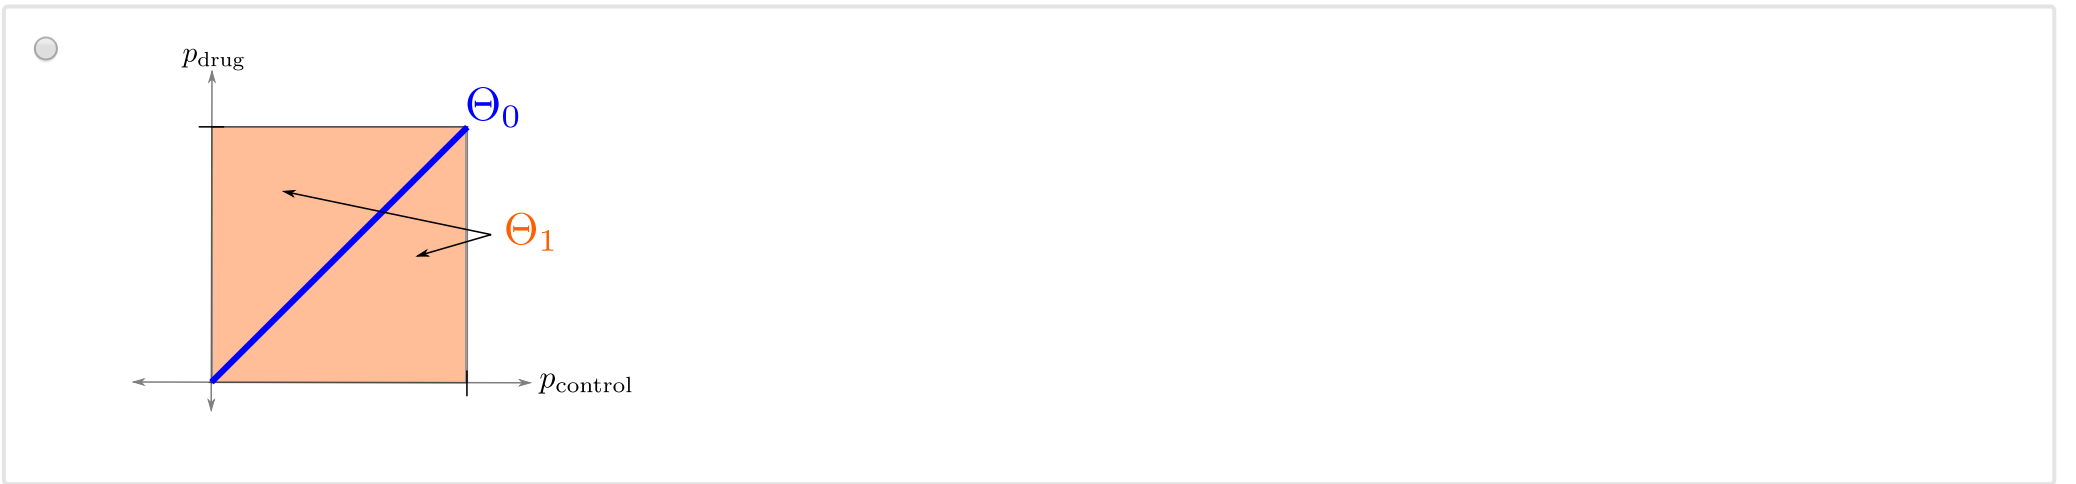 p_drug
Θ_0
Θ_1
p_control